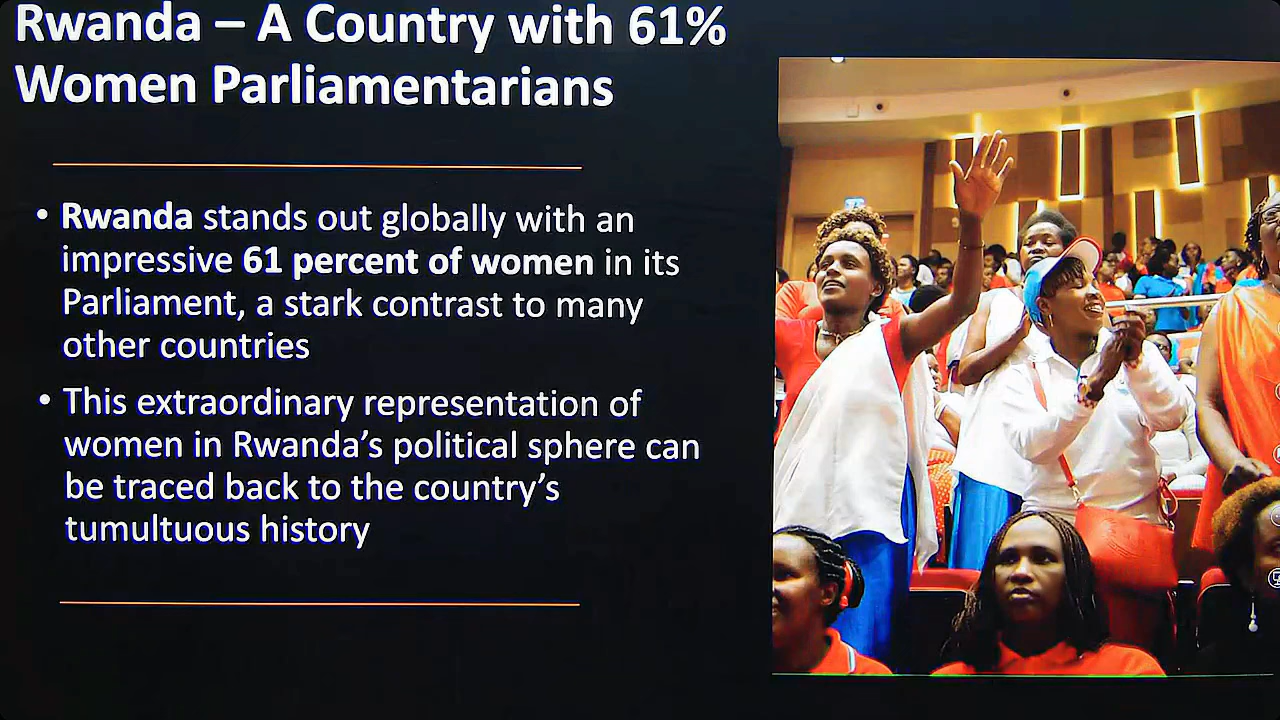 Rwanda – A Country with 61%
Women Parliamentarians
• Rwanda stands out globally with an
impressive 61 percent of women in its
Parliament, a stark contrast to many
other countries
• This extraordinary representation of
women in Rwanda’s political sphere can
be traced back to the country’s
tumultuous history